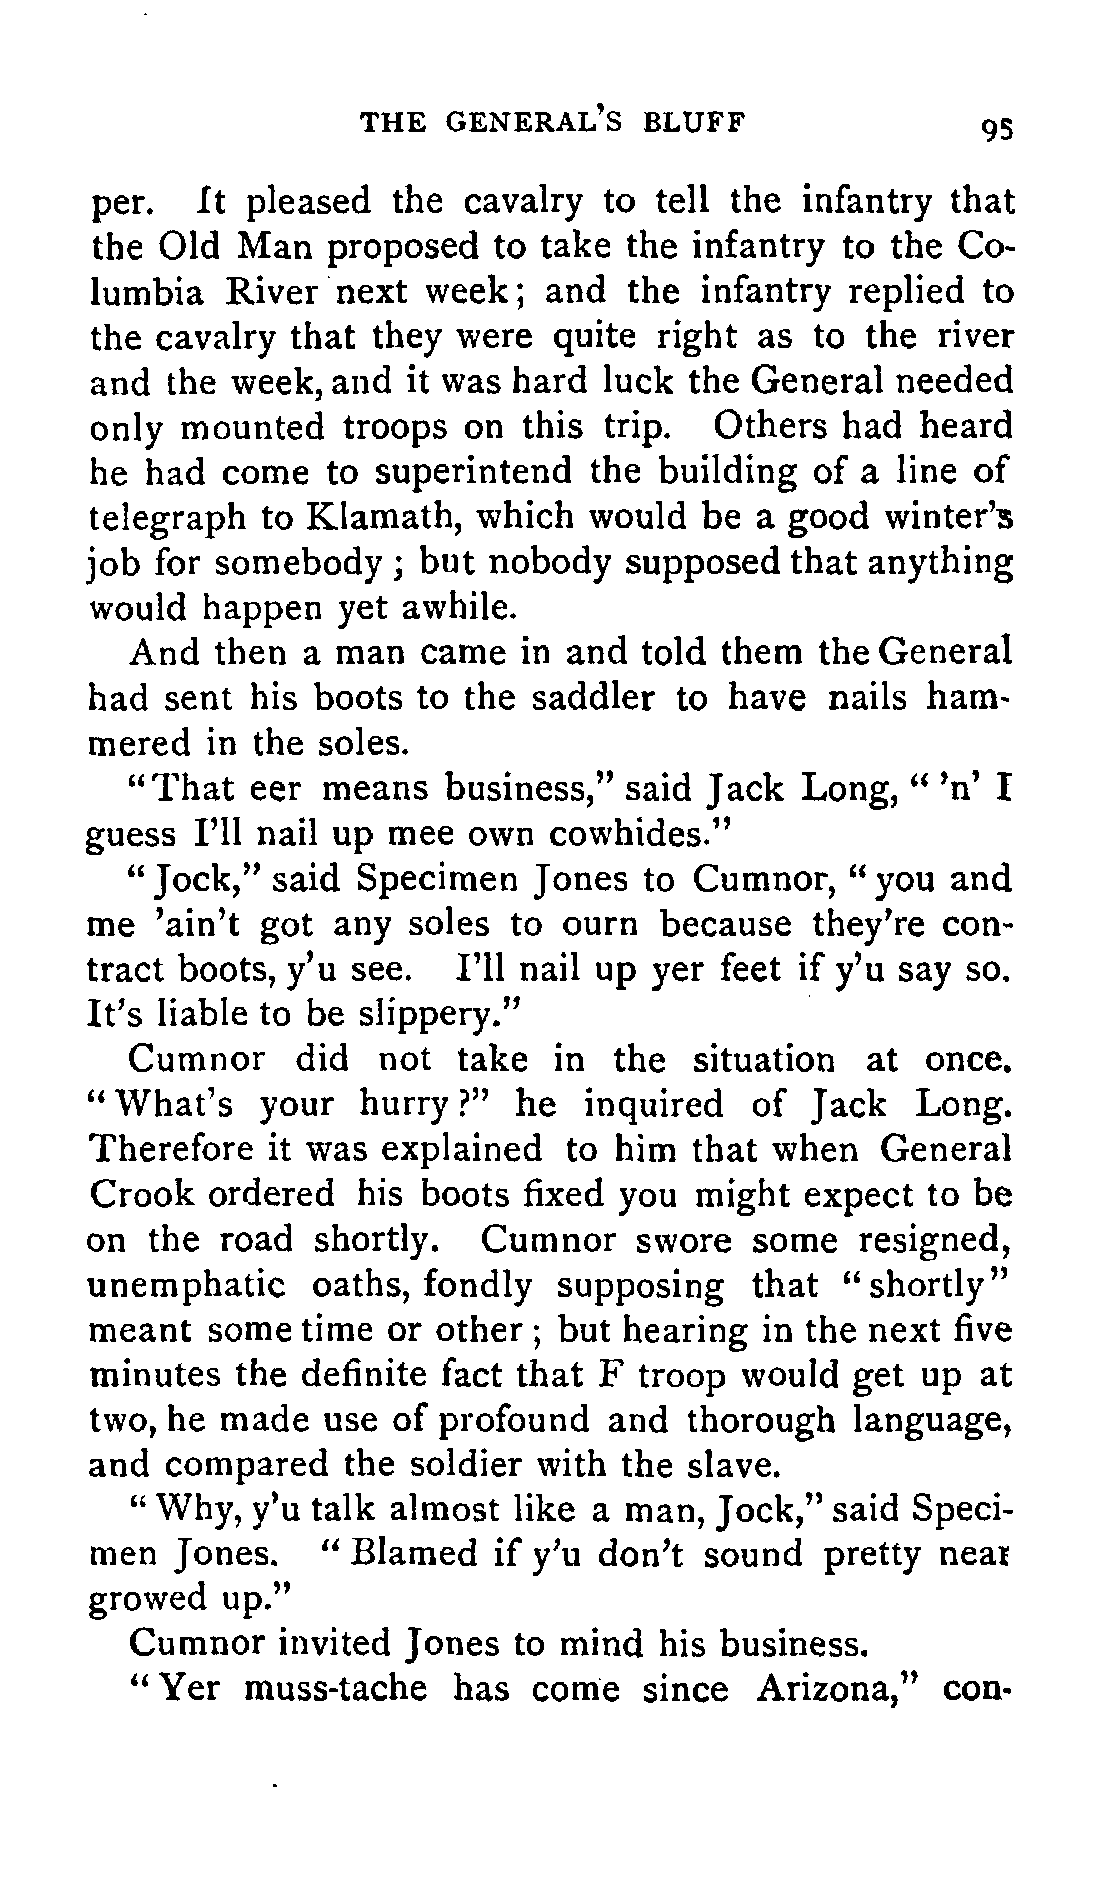 THE GENERAL'S BLUFF 95
per. It pleased the cavalry to tell the infantry that
the Old Man proposed to take the infantry to the Co-
lumbia River next week; and the infantry replied to
the cavalry that they were quite right as to the river
and the week, and it was hard luck the General needed
only mounted troops on this trip. Others had heard
he had come to superintend the building of a line of
telegraph to Klamath, which would be a good winter's
job for somebody; but nobody supposed that anything
would happen yet awhile.
And then a man came in and told them the General
had sent his boots to the saddler to have nails ham-
mered in the soles.
"That eer means business," said Jack Long, "'n' I
guess I'll nail up mee own cowhides."
"Jock," said Specimen Jones to Cumnor, "you and
me 'ain't got any soles to ourn because they're con-
tract boots, y'u see. I'll nail up yer feet if y'u say so.
It's liable to be slippery."
Cumnor did not take in the situation at once.
"What's your hurry?" he inquired of Jack Long.
Therefore it was explained to him that when General
Crook ordered his boots fixed you might expect to be
on the road shortly. Cumnor swore some resigned,
unemphatic oaths, fondly supposing that "shortly"
meant some time or other; but hearing in the next five
minutes the definite fact that F troop would get up at
two, he made use of profound and thorough language,
and compared the soldier with the slave.
"Why, y'u talk almost like a man, Jock," said Speci-
men Jones. "Blamed if y'u don't sound pretty near
growed up."
Cumnor invited Jones to mind his business.
"Yer muss-tache has come since Arizona," con-